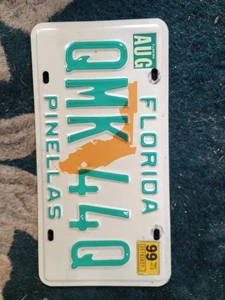 AUG
FLORIDA
QMK 44Q
99
PINELLAS